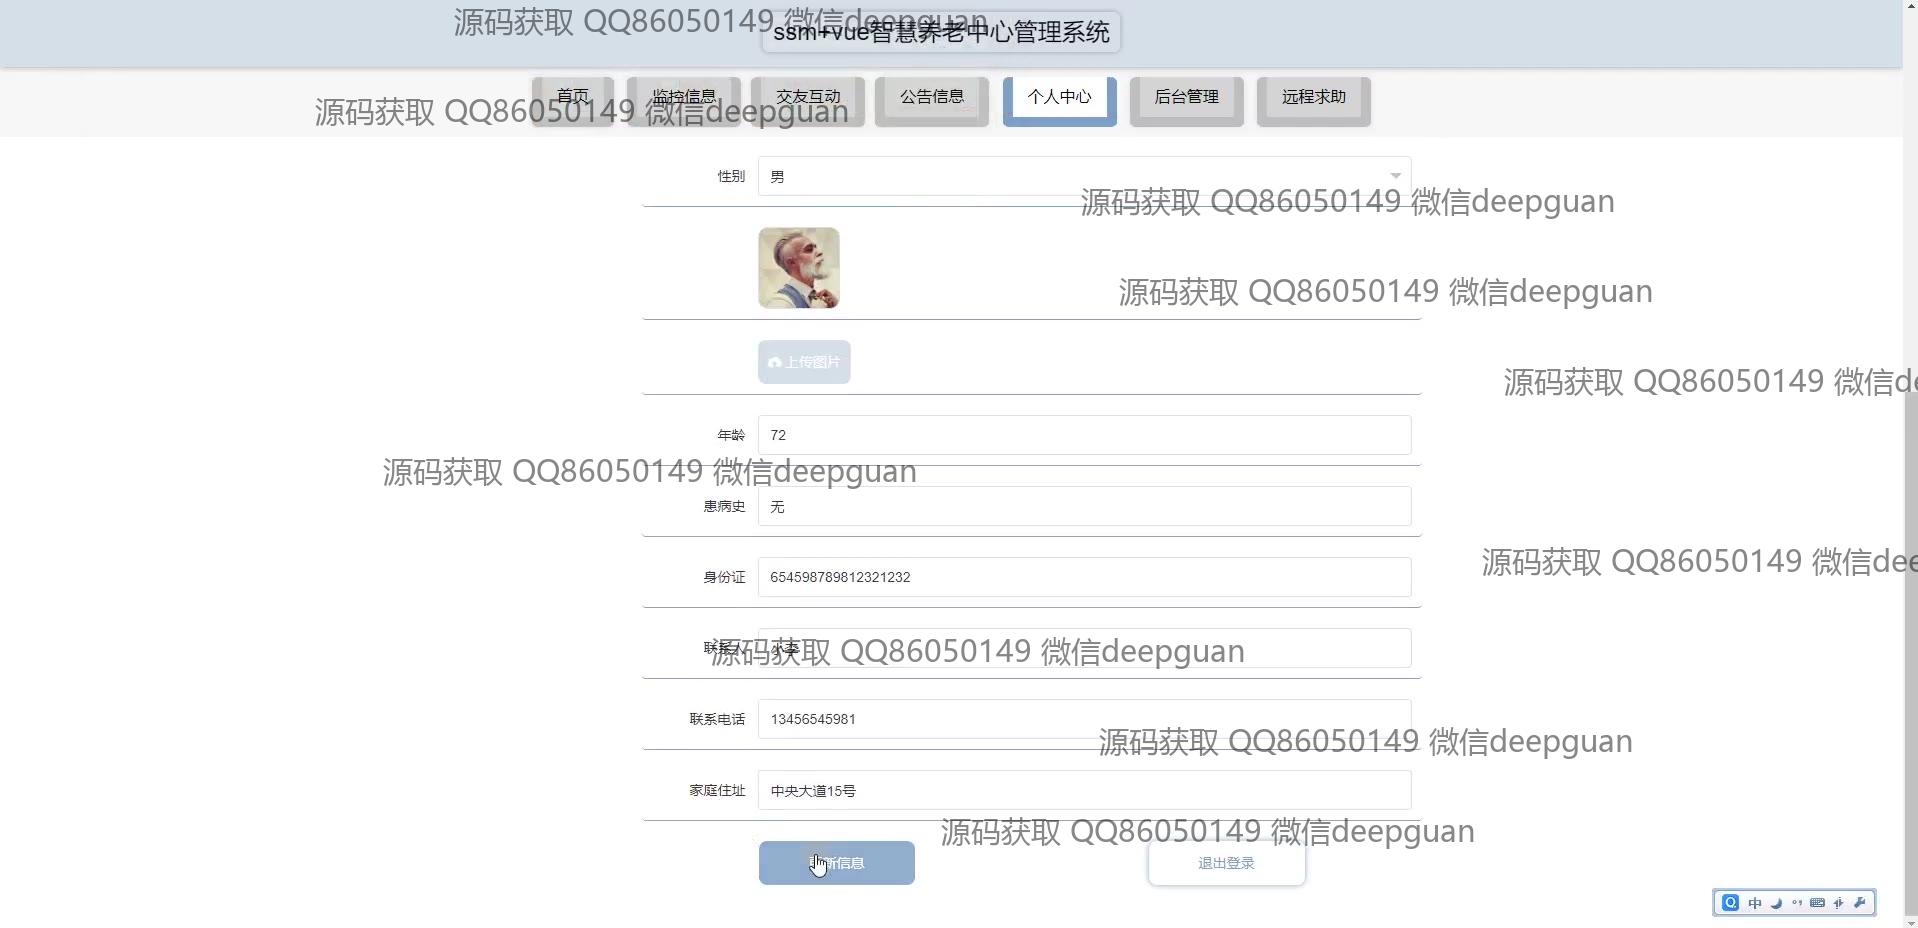 源码获取 QQ86050149 微信deepguan
ssm+vue智慧养老中心管理系统
首页 监控信息 交友互动 公告信息 个人中心 后台管理 远程求助
源码获取 QQ86050149 微信deepguan
性别 男
源码获取 QQ86050149 微信deepguan
源码获取 QQ86050149 微信deepguan
上传图片
源码获取 QQ86050149 微信de
年龄 72
源码获取 QQ86050149 微信deepguan
患病史 无
源码获取 QQ86050149 微信dee
身份证 654598789812321232
联系人 小李
源码获取 QQ86050149 微信deepguan
联系电话 13456545981
源码获取 QQ86050149 微信deepguan
家庭住址 中央大道15号
源码获取 QQ86050149 微信deepguan
更新信息 退出登录
中